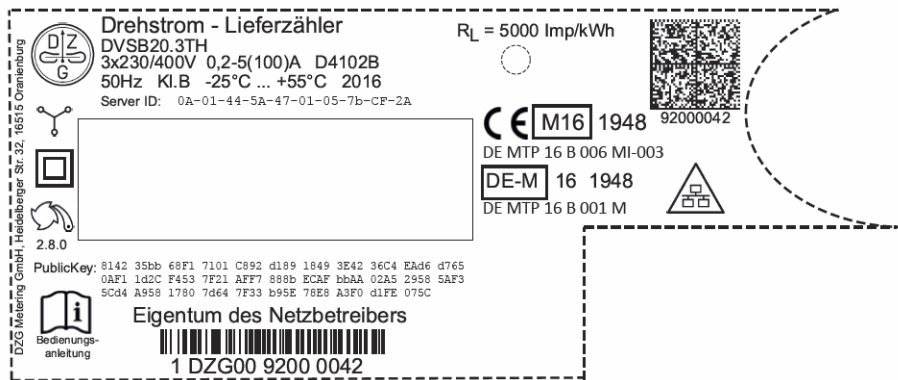 DZG Metering GmbH, Heidelberger Str. 32, 16515 Oranienburg
D Z
G
Drehstrom - Lieferzähler
DVSB20.3TH
3x230/400V 0,2-5(100)A D4102B
50Hz Kl.B -25°C ... +55°C 2016
Server ID: 0A-01-44-5A-47-01-05-7b-CF-2A
RL = 5000 Imp/kWh
92000042
CE M16 1948
DE MTP 16 B 006 MI-003
DE-M 16 1948
DE MTP 16 B 001 M
2.8.0
PublicKey: 8142 35bb 68F1 7101 C892 d189 1849 3E42 36C4 EAd6 d765
0AF1 1d2C F453 7F21 AFF7 888b ECAF bbAA 02A5 2958 5AF3
5Cd4 A958 1780 7d64 7F33 b95E 78E8 A3F0 d1FE 075C
i
Bedienungs-
anleitung
Eigentum des Netzbetreibers
1 DZG00 9200 0042